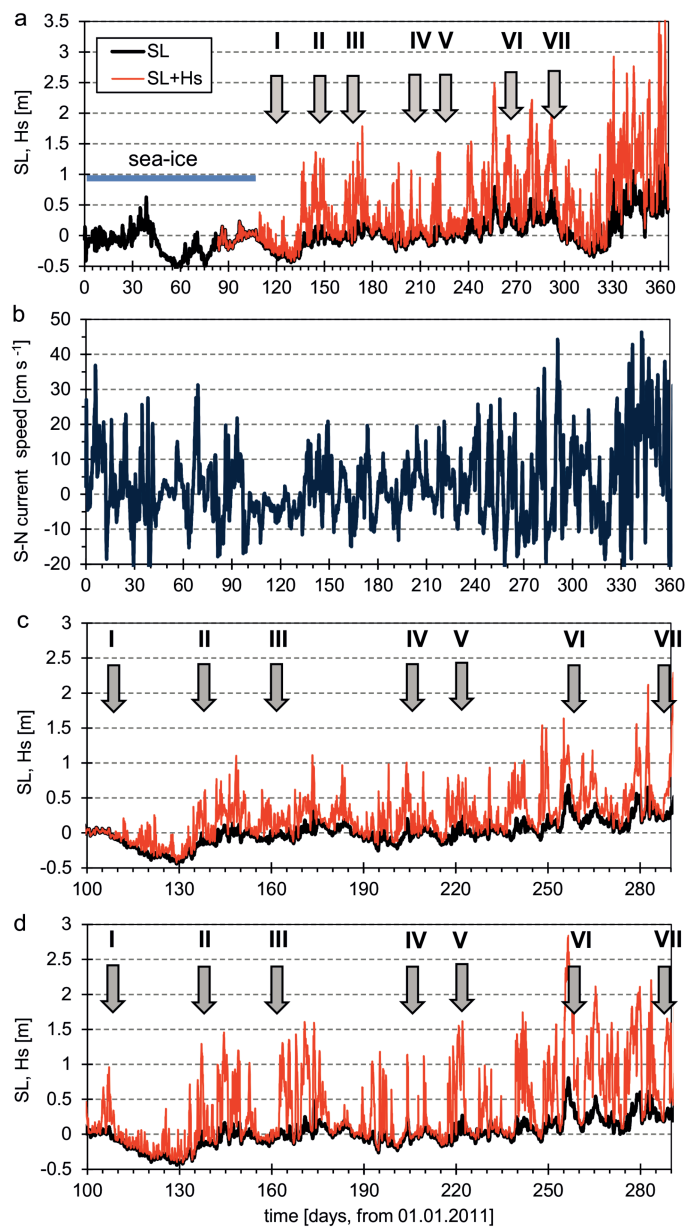 a
3.5
3
2.5
2
1.5
1
0.5
0
-0.5
SL, Hs [m]
SL
SL+Hs
I II III IV V VI VII
sea-ice
0 30 60 90 120 150 180 210 240 270 300 330 360
b
50
40
30
20
10
0
-10
-20
S-N current speed [cm s⁻¹]
0 30 60 90 120 150 180 210 240 270 300 330 360
c
3
2.5
2
1.5
1
0.5
0
-0.5
SL, Hs [m]
I II III IV V VI VII
100 130 160 190 220 250 280
d
3
2.5
2
1.5
1
0.5
0
-0.5
SL, Hs [m]
I II III IV V VI VII
100 130 160 190 220 250 280
time [days, from 01.01.2011]